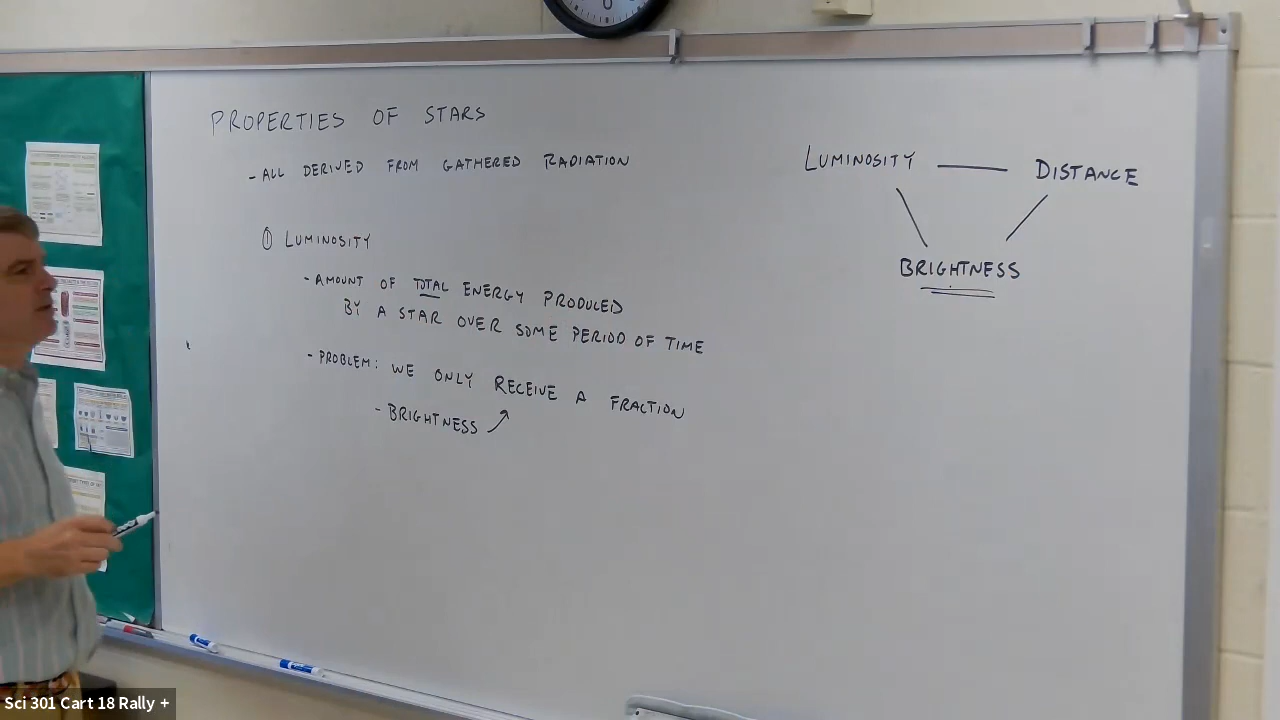 PROPERTIES OF STARS
- ALL DERIVED FROM GATHERED RADIATION
① LUMINOSITY
- AMOUNT OF TOTAL ENERGY PRODUCED
BY A STAR OVER SOME PERIOD OF TIME
- PROBLEM: WE ONLY RECEIVE A FRACTION
- BRIGHTNESS ↗
LUMINOSITY — DISTANCE
BRIGHTNESS
Sci 301 Cart 18 Rally +